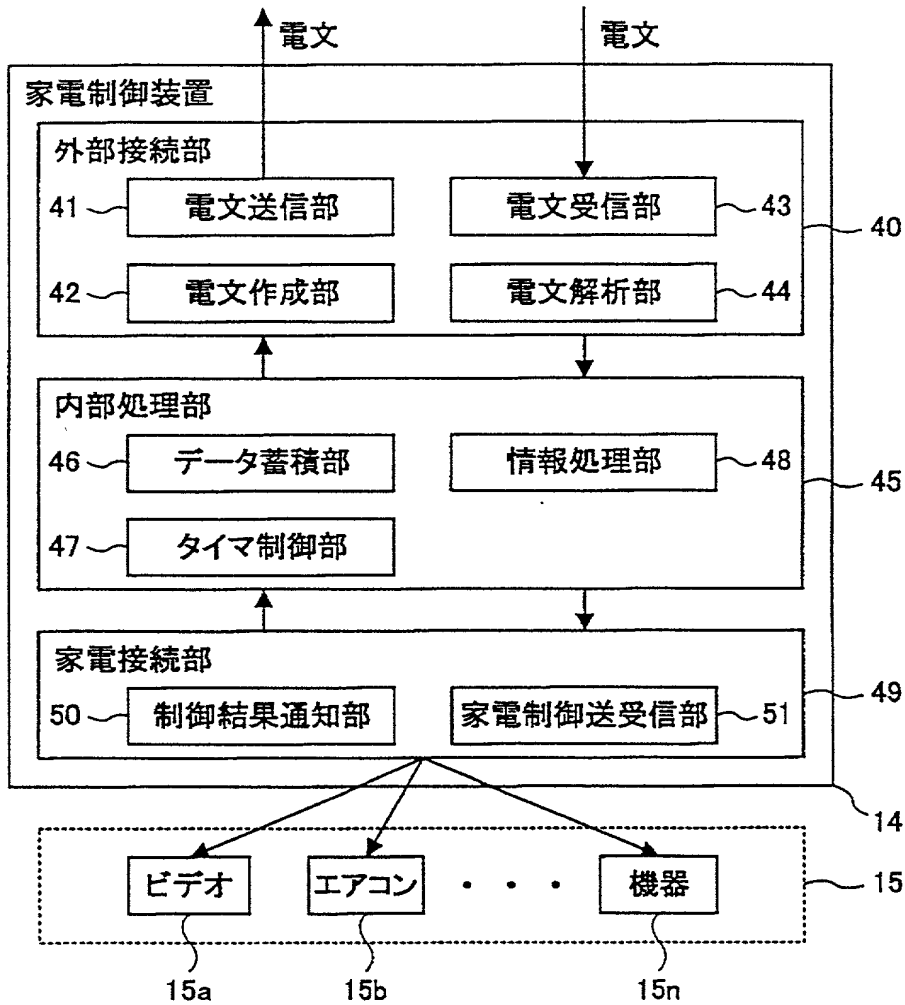 電文 電文
家電制御装置
外部接続部
41 電文送信部 電文受信部 43
40
42 電文作成部 電文解析部 44
内部処理部
46 データ蓄積部 情報処理部 48
45
47 タイマ制御部
家電接続部
50 制御結果通知部 家電制御送受信部 51
49
14
ビデオ エアコン ・・・ 機器
15
15a 15b 15n